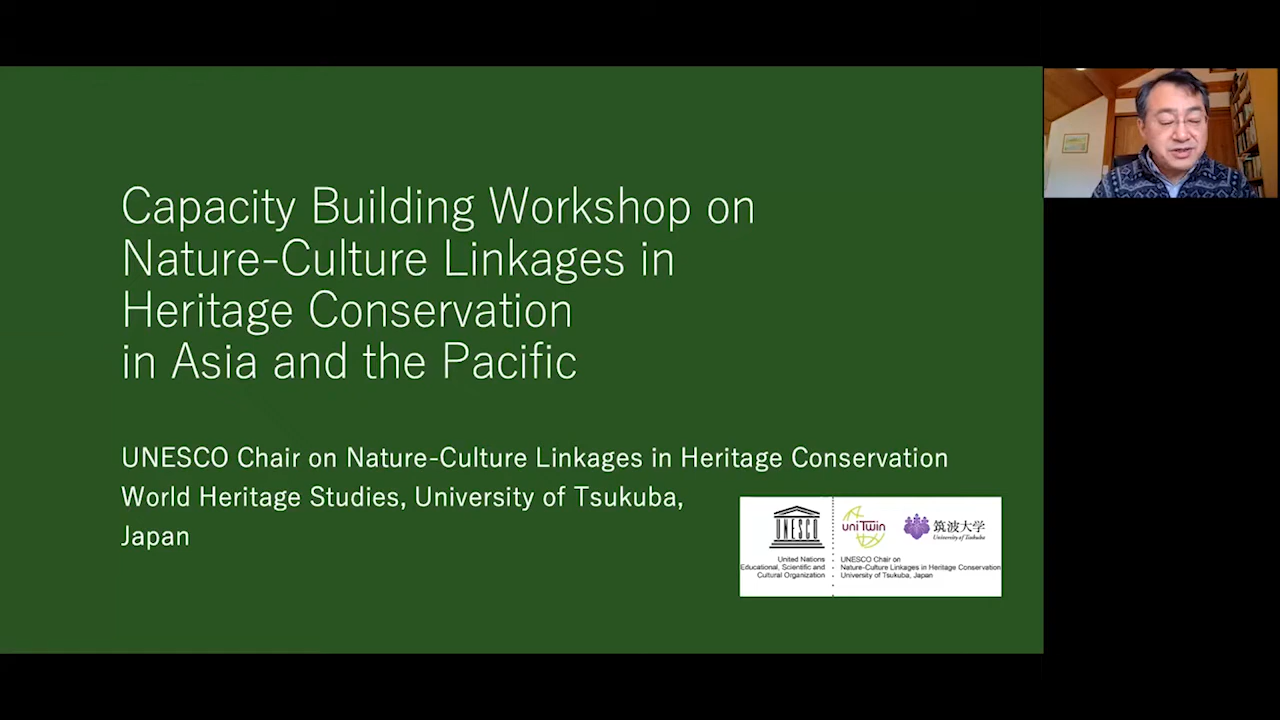 Capacity Building Workshop on
Nature-Culture Linkages in
Heritage Conservation
in Asia and the Pacific
UNESCO Chair on Nature-Culture Linkages in Heritage Conservation
World Heritage Studies, University of Tsukuba,
Japan
UNESCO
United Nations
Educational, Scientific and
Cultural Organization
uniTwin
筑波大学
University of Tsukuba
UNESCO Chair on
Nature-Culture Linkages in Heritage Conservation
University of Tsukuba, Japan